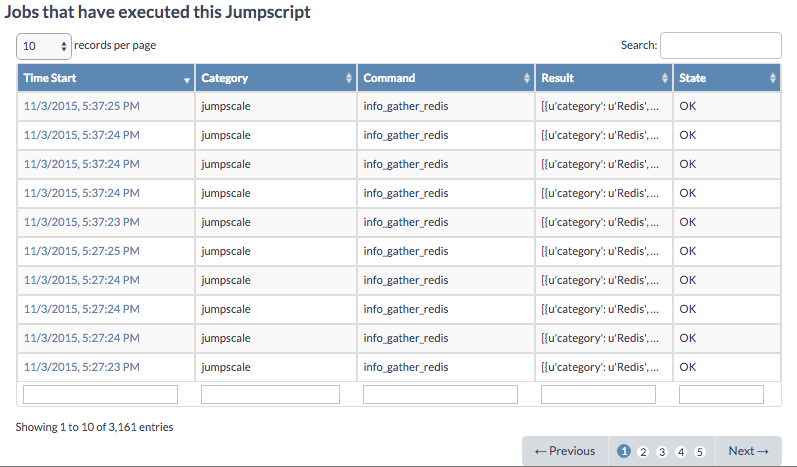 Jobs that have executed this Jumpscript
10 records per page Search:
Time Start Category Command Result State
11/3/2015, 5:37:25 PM jumpscale info_gather_redis [{u'category': u'Redis',... OK
11/3/2015, 5:37:24 PM jumpscale info_gather_redis [{u'category': u'Redis',... OK
11/3/2015, 5:37:24 PM jumpscale info_gather_redis [{u'category': u'Redis',... OK
11/3/2015, 5:37:24 PM jumpscale info_gather_redis [{u'category': u'Redis',... OK
11/3/2015, 5:37:23 PM jumpscale info_gather_redis [{u'category': u'Redis',... OK
11/3/2015, 5:27:25 PM jumpscale info_gather_redis [{u'category': u'Redis',... OK
11/3/2015, 5:27:24 PM jumpscale info_gather_redis [{u'category': u'Redis',... OK
11/3/2015, 5:27:24 PM jumpscale info_gather_redis [{u'category': u'Redis',... OK
11/3/2015, 5:27:24 PM jumpscale info_gather_redis [{u'category': u'Redis',... OK
11/3/2015, 5:27:23 PM jumpscale info_gather_redis [{u'category': u'Redis',... OK
Showing 1 to 10 of 3,161 entries
← Previous 1 2 3 4 5 Next →